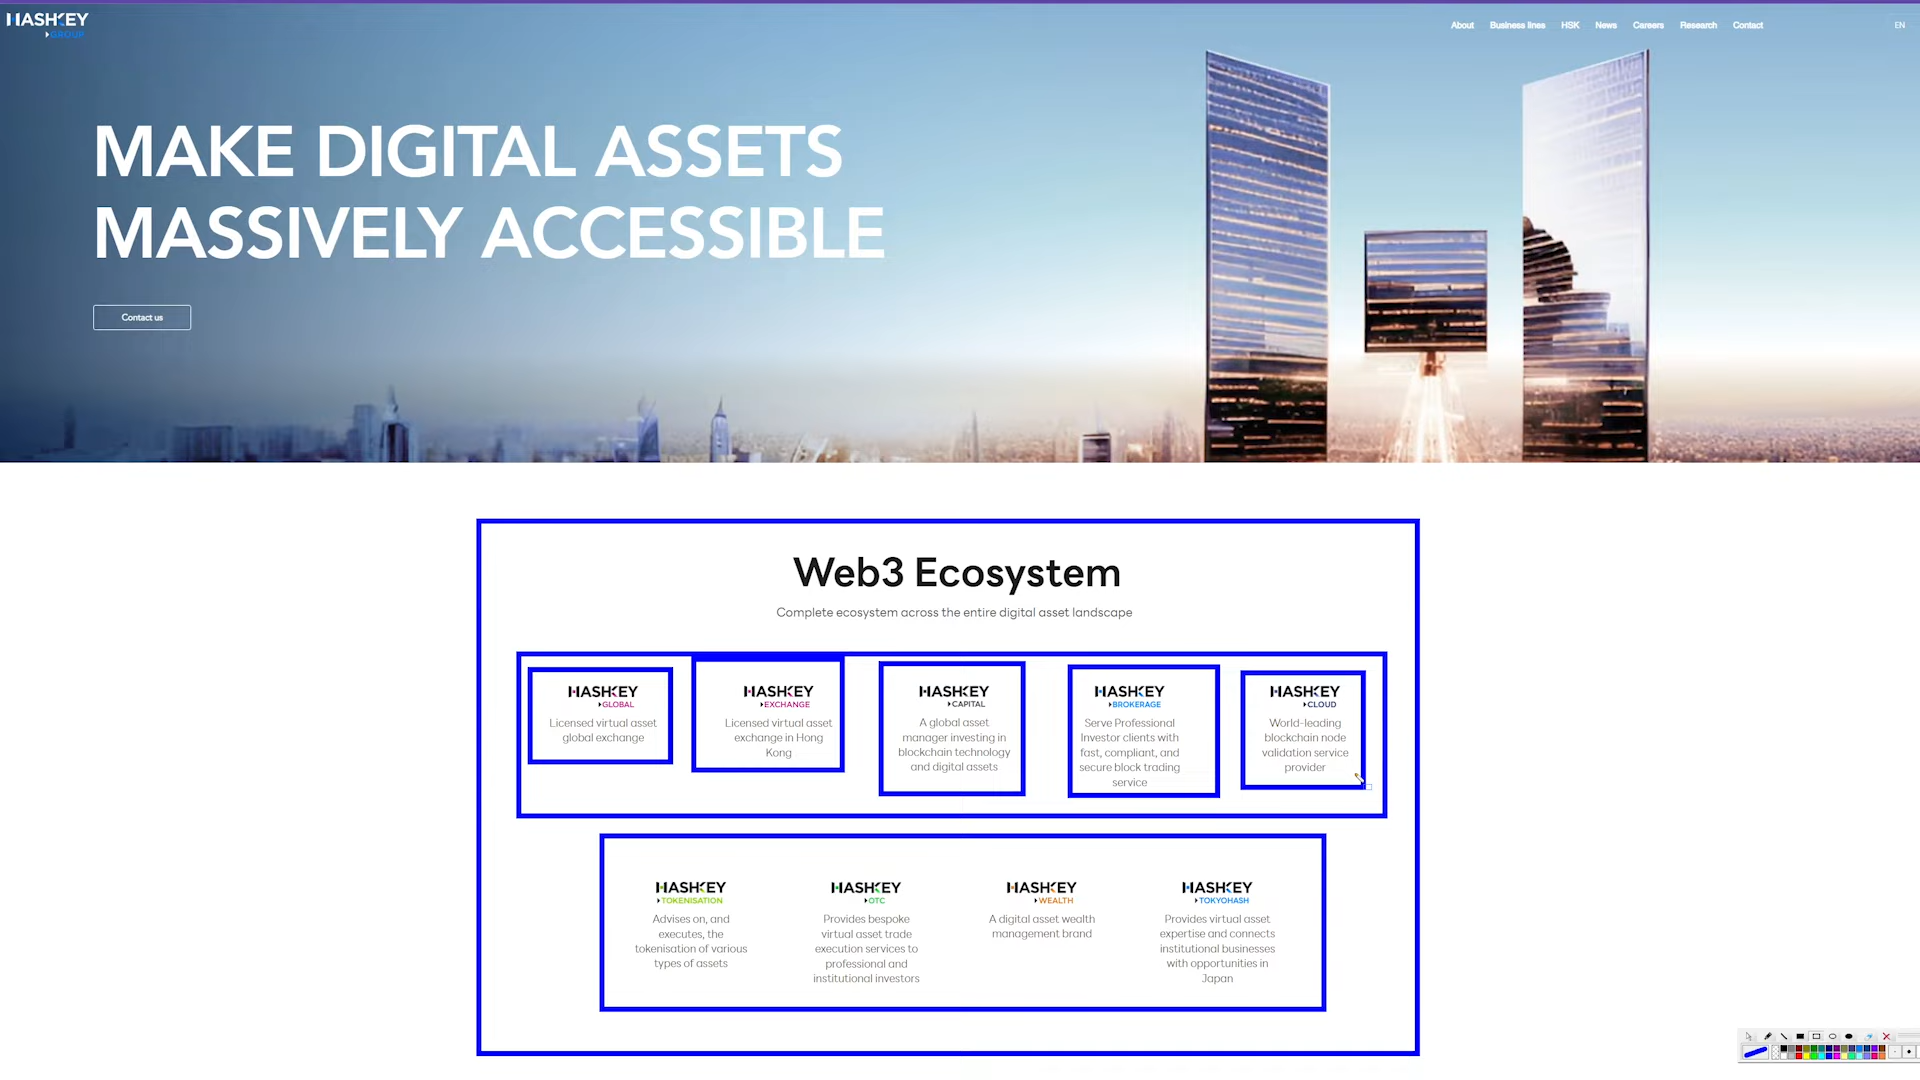 HASHKEY
GROUP
About Business lines HSK News Careers Research Contact EN
MAKE DIGITAL ASSETS
MASSIVELY ACCESSIBLE
Contact us
Web3 Ecosystem
Complete ecosystem across the entire digital asset landscape
HASHKEY
GLOBAL
Licensed virtual asset
global exchange
HASHKEY
EXCHANGE
Licensed virtual asset
exchange in Hong
Kong
HASHKEY
CAPITAL
A global asset
manager investing in
blockchain technology
and digital assets
HASHKEY
BROKERAGE
Serve Professional
Investor clients with
fast, compliant, and
secure block trading
service
HASHKEY
CLOUD
World-leading
blockchain node
validation service
provider
HASHKEY
TOKENISATION
Advises on, and
executes, the
tokenisation of various
types of assets
HASHKEY
OTC
Provides bespoke
virtual asset trade
execution services to
professional and
institutional investors
HASHKEY
WEALTH
A digital asset wealth
management brand
HASHKEY
TOKYOHASH
Provides virtual asset
expertise and connects
institutional businesses
with opportunities in
Japan